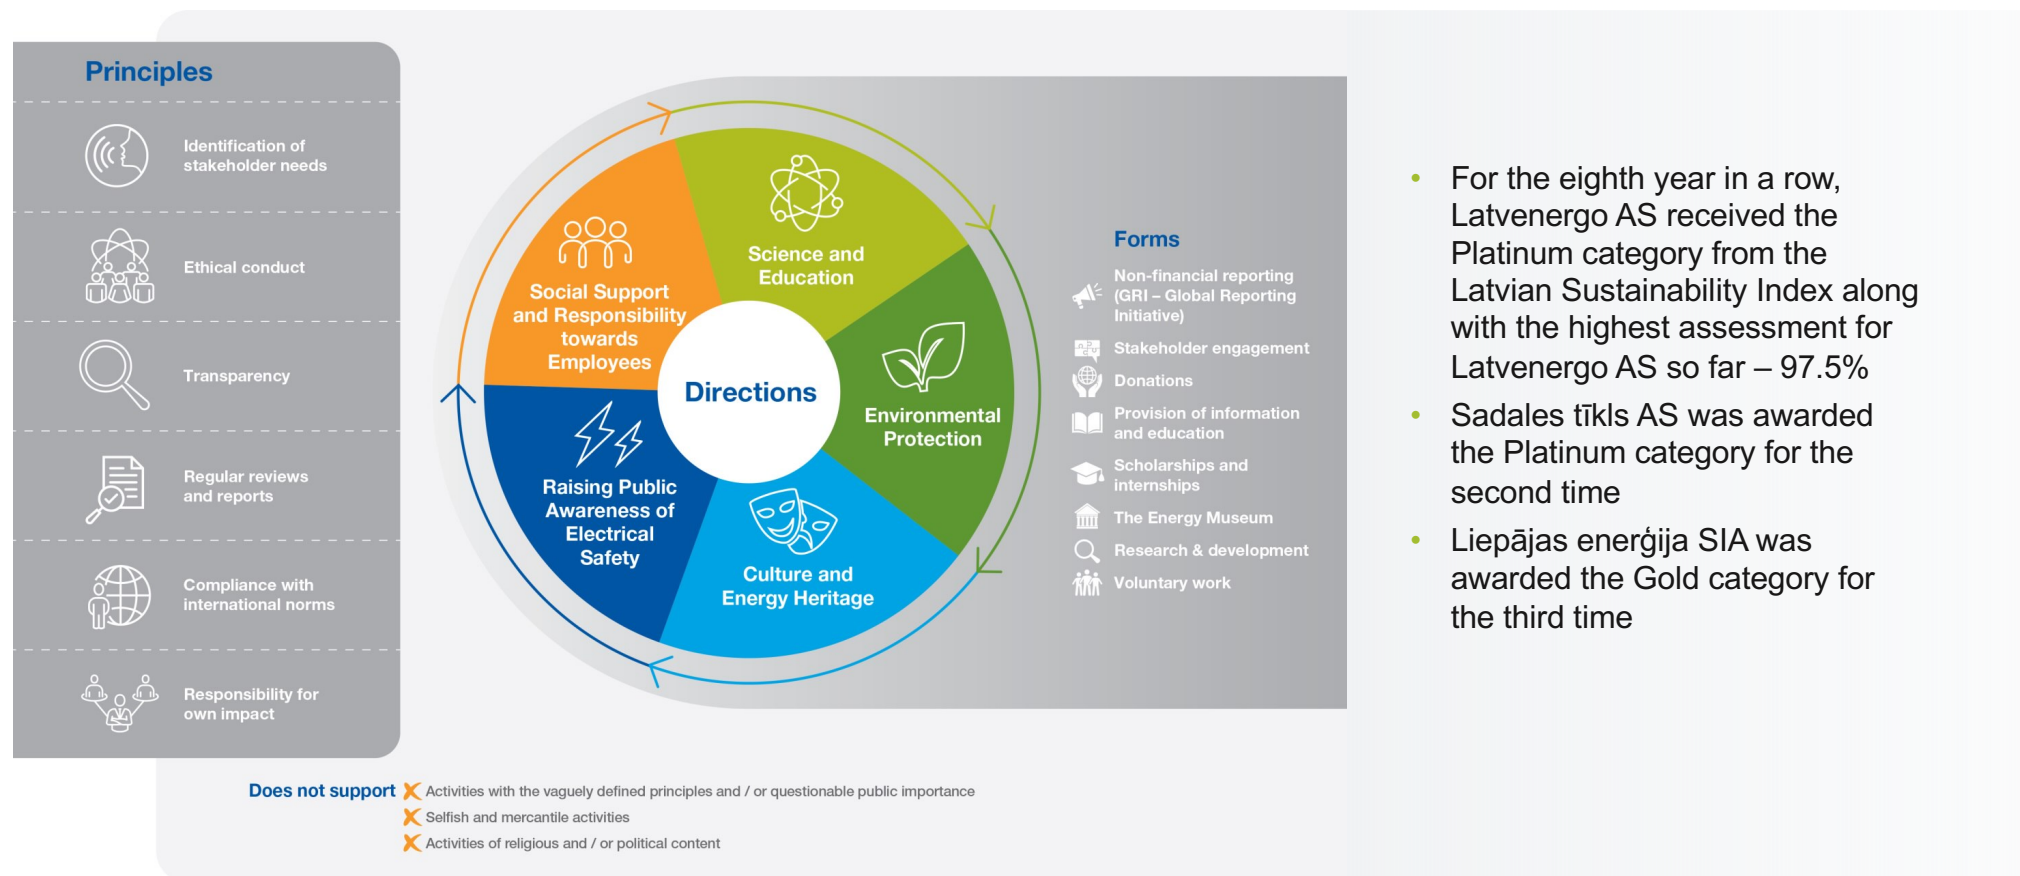 Principles
Identification of
stakeholder needs
Ethical conduct
Transparency
Regular reviews
and reports
Compliance with
international norms
Responsibility for
own impact
Science and
Education
Social Support
and Responsibility
towards
Employees
Directions
Environmental
Protection
Raising Public
Awareness of
Electrical
Safety
Culture and
Energy Heritage
Forms
Non-financial reporting
(GRI – Global Reporting
Initiative)
Stakeholder engagement
Donations
Provision of information
and education
Scholarships and
internships
The Energy Museum
Research & development
Voluntary work
• For the eighth year in a row,
Latvenergo AS received the
Platinum category from the
Latvian Sustainability Index along
with the highest assessment for
Latvenergo AS so far – 97.5%
• Sadales tīkls AS was awarded
the Platinum category for the
second time
• Liepājas enerģija SIA was
awarded the Gold category for
the third time
Does not support
Activities with the vaguely defined principles and / or questionable public importance
Selfish and mercantile activities
Activities of religious and / or political content